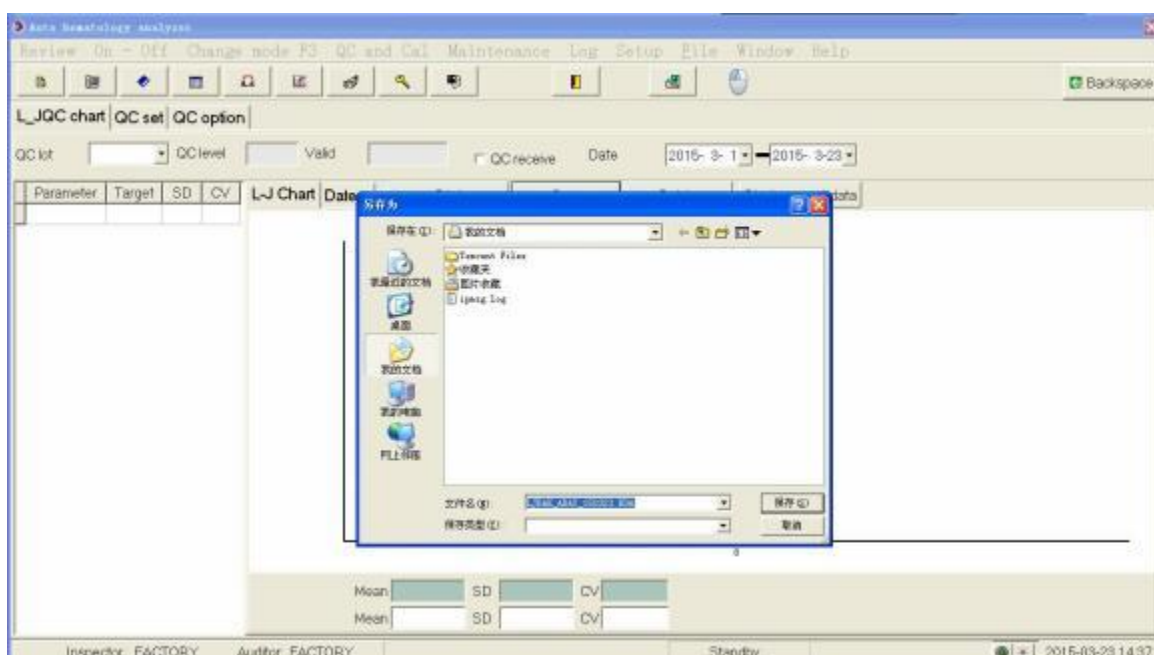 Auto Hematology analyzer
Review On - Off Change mode F3 QC and Cal Maintenance Log Setup File Window Help
Backspace
L_JQC chart QC set QC option
QC lot QC level Valid QC receive Date 2015- 3- 1 2015- 3-23
Parameter Target SD CV L-J Chart Date data
另存为
保存在(I): 我的文档
Tencent Files
收藏夹
图片收藏
ipmsg.log
我最近的文档
桌面
我的文档
我的电脑
网上邻居
文件名(N): 保存(S)
保存类型(T): 取消
0
Mean SD CV
Mean SD CV
Inspector FACTORY Auditor FACTORY Standby 2015-03-23 14:37